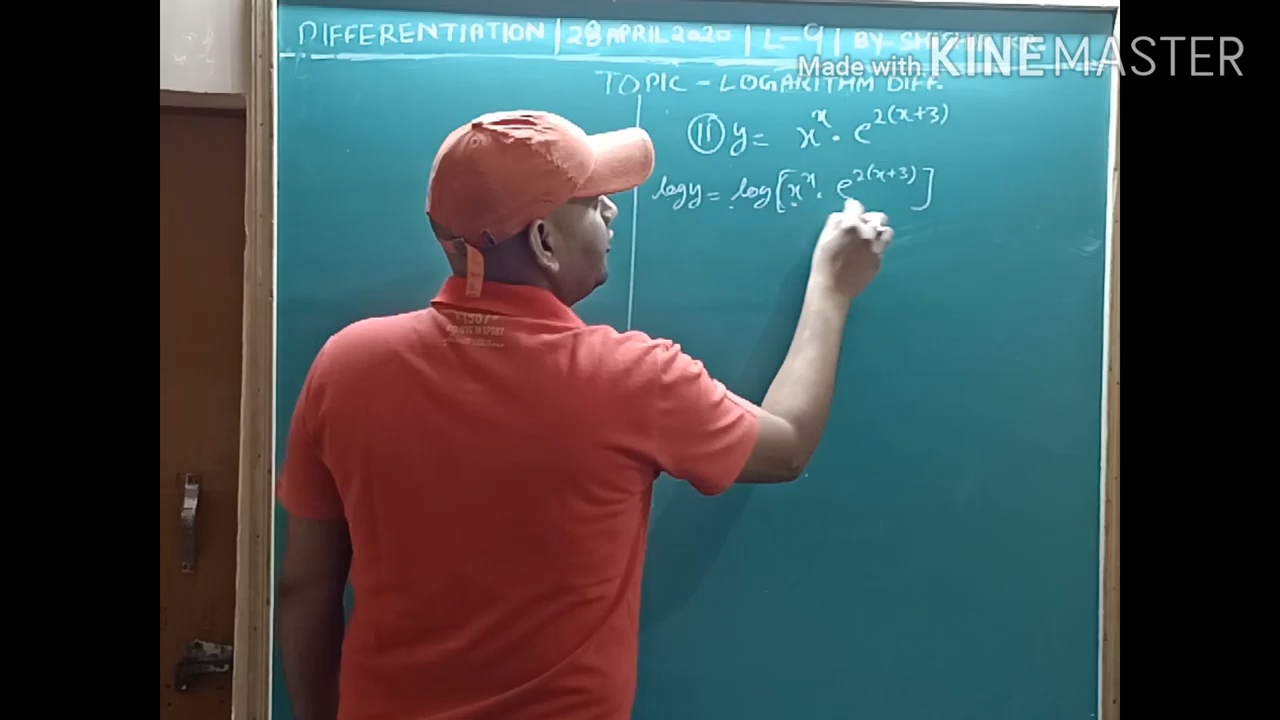 DIFFERENTIATION | 28 APRIL 2020 | L-9 | BY-
Made with KINEMASTER
TOPIC - LOGARITHM DIFF.
⑪ y = x^x · e^2(x+3)
log y = log [x^x · e^2(x+3)]